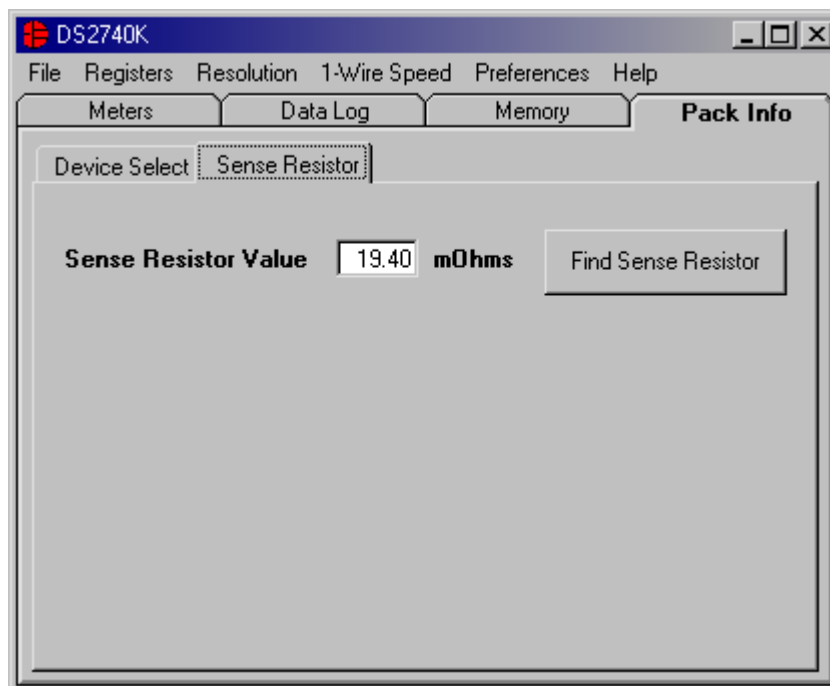 DS2740K
File Registers Resolution 1-Wire Speed Preferences Help
Meters Data Log Memory Pack Info
Device Select Sense Resistor
Sense Resistor Value 19.40 mOhms Find Sense Resistor